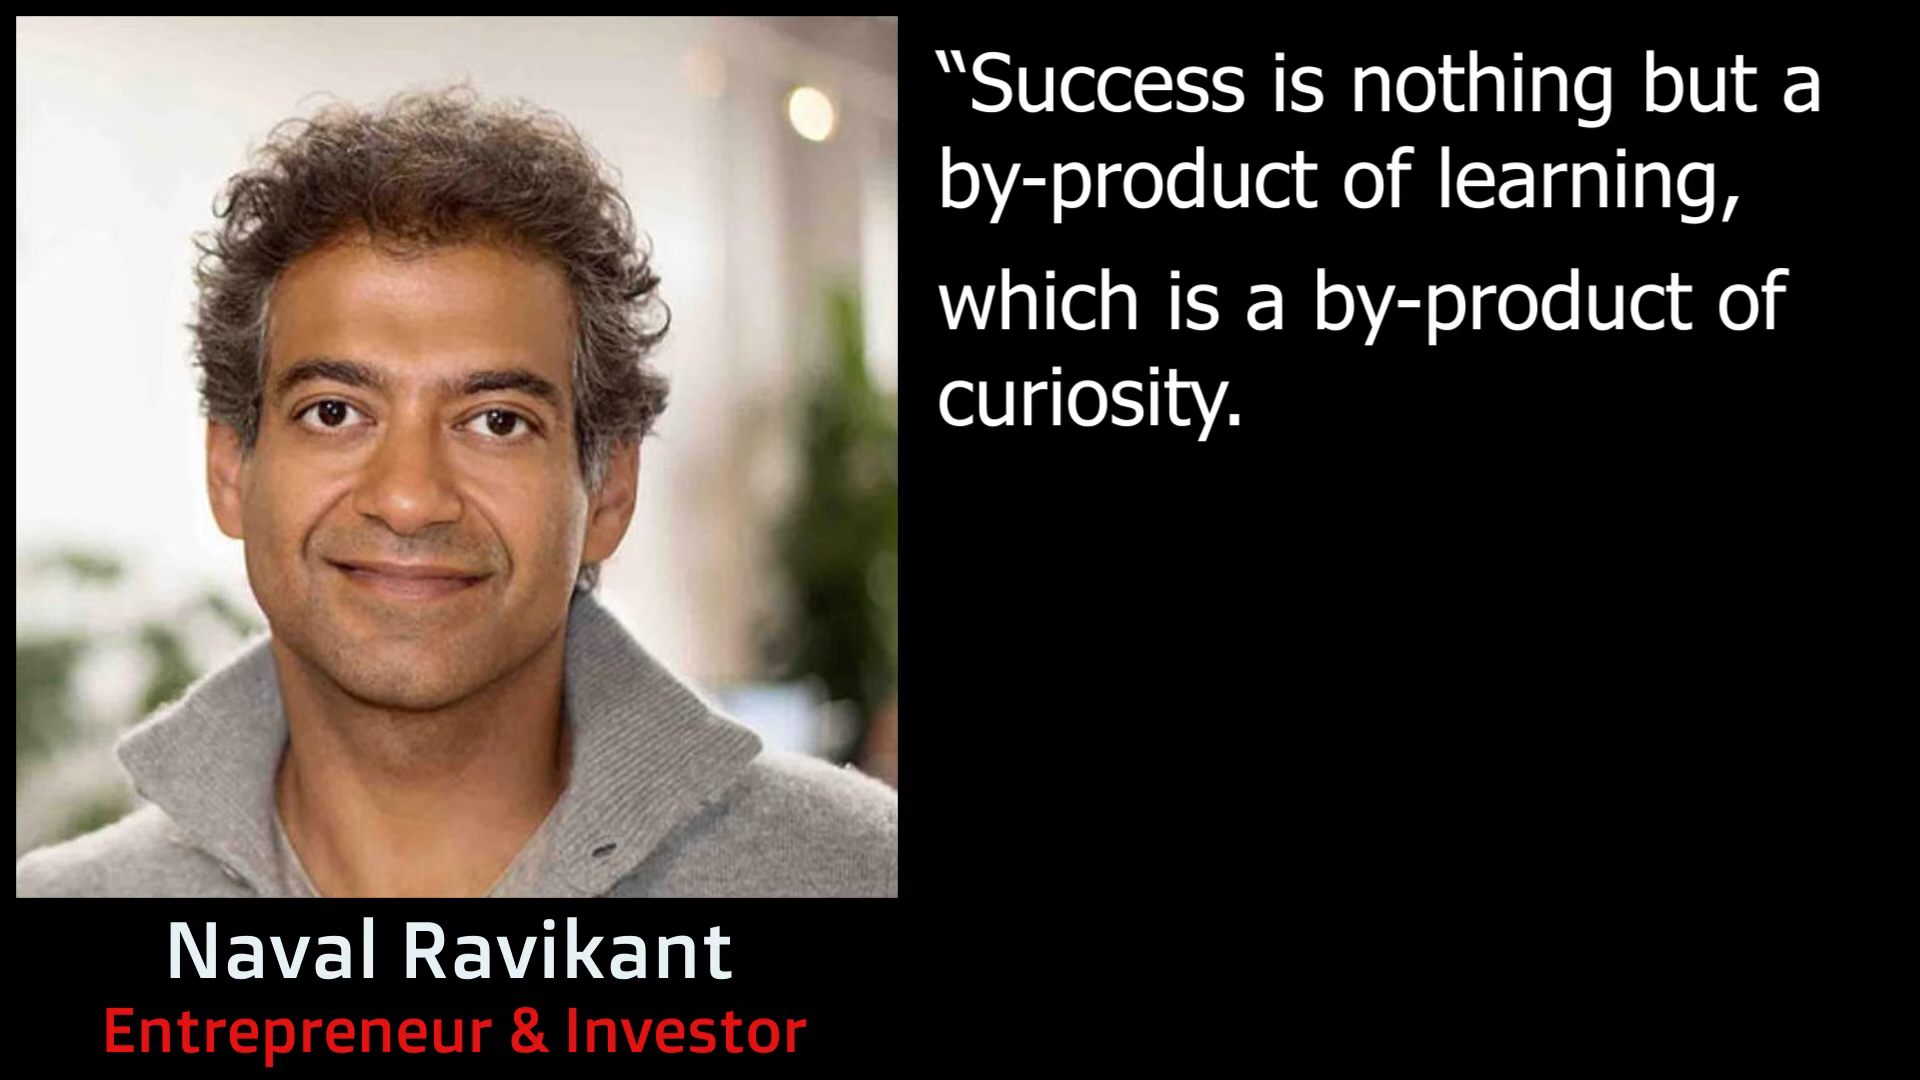 “Success is nothing but a
by-product of learning,
which is a by-product of
curiosity.
Naval Ravikant
Entrepreneur & Investor